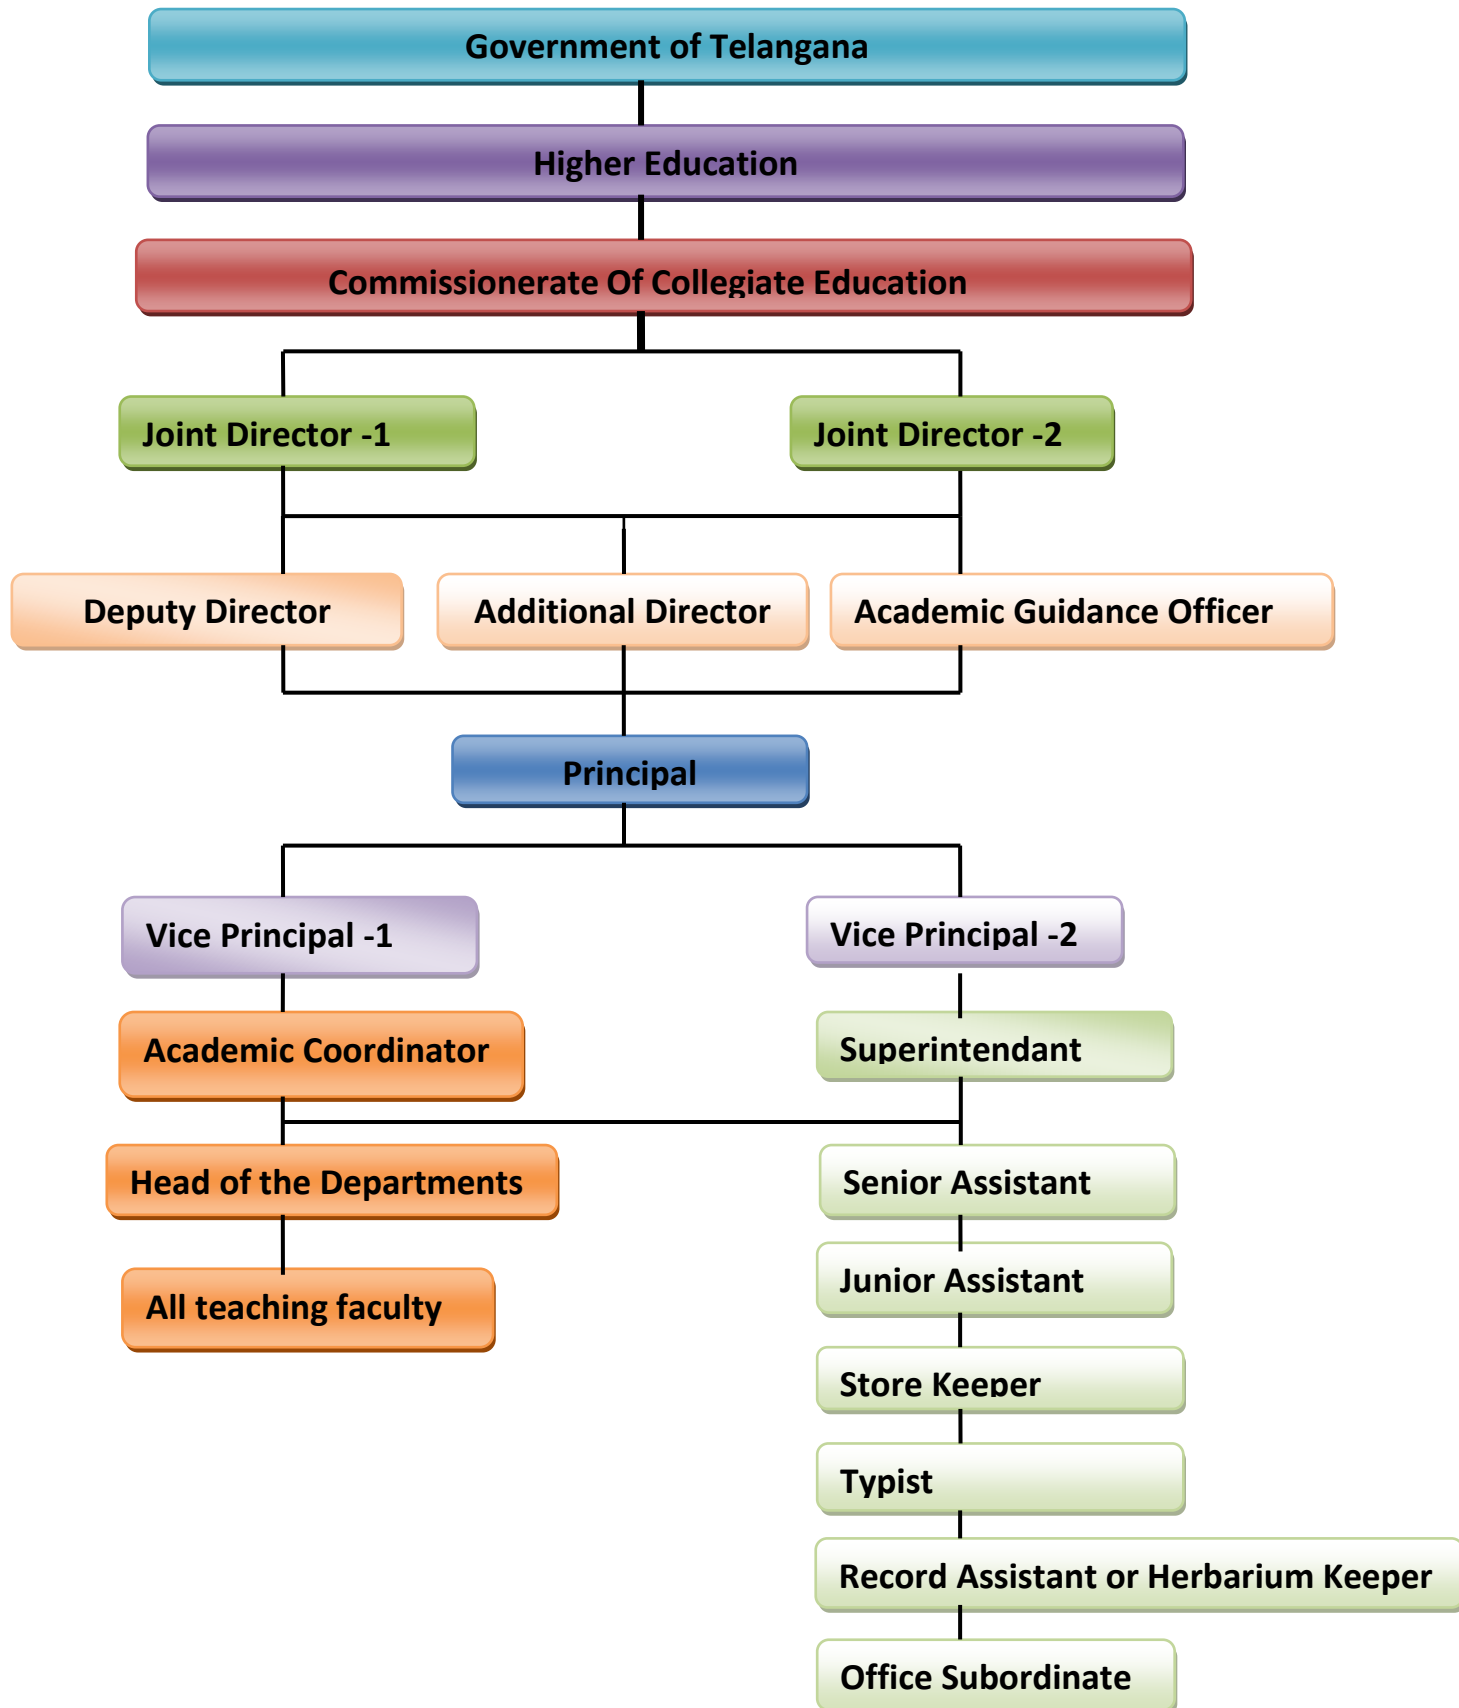 Government of Telangana
Higher Education
Commissionerate Of Collegiate Education
Joint Director -1
Joint Director -2
Deputy Director
Additional Director
Academic Guidance Officer
Principal
Vice Principal -1
Vice Principal -2
Academic Coordinator
Superintendant
Head of the Departments
Senior Assistant
Junior Assistant
All teaching faculty
Store Keeper
Typist
Record Assistant or Herbarium Keeper
Office Subordinate